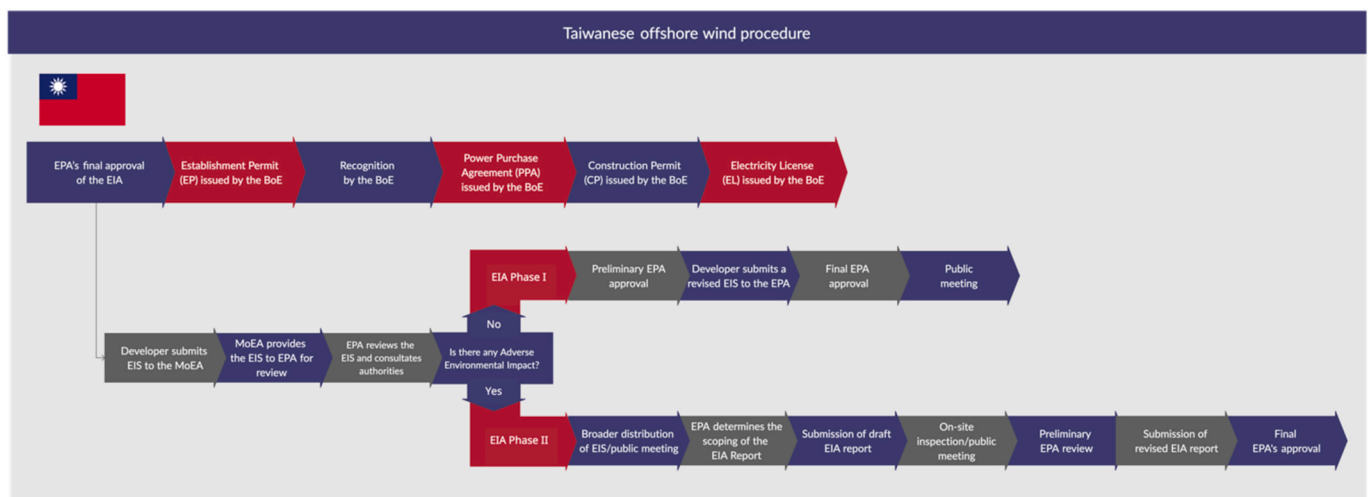 Taiwanese offshore wind procedure
EPA's final approval
of the EIA
Establishment Permit
(EP) issued by the BoE
Recognition
by the BoE
Power Purchase
Agreement (PPA)
issued by the BoE
Construction Permit
(CP) issued by the BoE
Electricity License
(EL) issued by the BoE
EIA Phase I
Preliminary EPA
approval
Developer submits a
revised EIS to the EPA
Final EPA
approval
Public
meeting
No
Developer submits
EIS to the MoEA
MoEA provides
the EIS to EPA for
review
EPA reviews the
EIS and consultates
authorities
Is there any Adverse
Environmental Impact?
Yes
EIA Phase II
Broader distribution
of EIS/public meeting
EPA determines the
scoping of the
EIA Report
Submission of draft
EIA report
On-site
inspection/public
meeting
Preliminary
EPA review
Submission of
revised EIA report
Final
EPA's approval